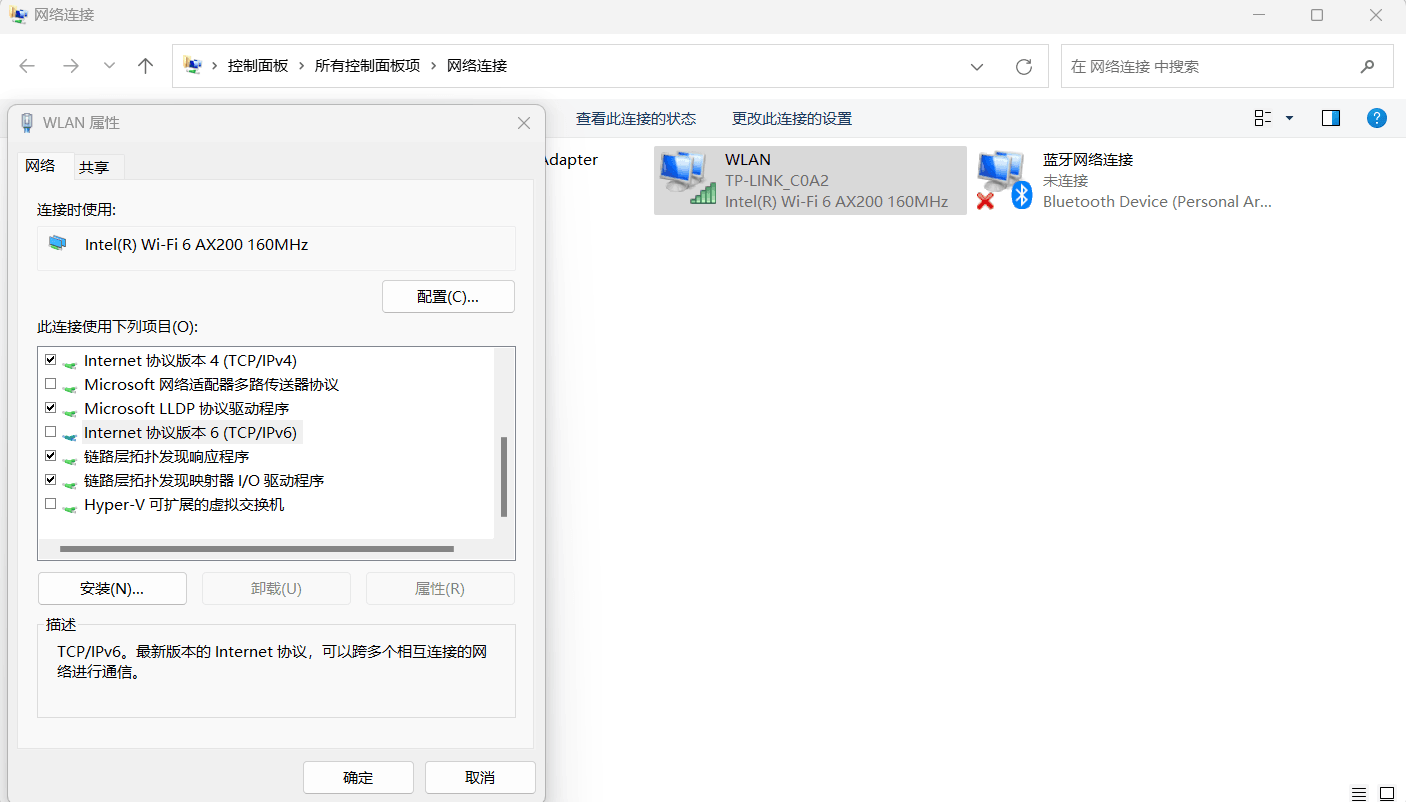 网络连接
控制面板 › 所有控制面板项 › 网络连接
在 网络连接 中搜索
查看此连接的状态
更改此连接的设置
Adapter
WLAN
TP-LINK_C0A2
Intel(R) Wi-Fi 6 AX200 160MHz
蓝牙网络连接
未连接
Bluetooth Device (Personal Ar...
WLAN 属性
网络
共享
连接时使用:
Intel(R) Wi-Fi 6 AX200 160MHz
配置(C)...
此连接使用下列项目(O):
Internet 协议版本 4 (TCP/IPv4)
Microsoft 网络适配器多路传送器协议
Microsoft LLDP 协议驱动程序
Internet 协议版本 6 (TCP/IPv6)
链路层拓扑发现响应程序
链路层拓扑发现映射器 I/O 驱动程序
Hyper-V 可扩展的虚拟交换机
安装(N)...
卸载(U)
属性(R)
描述
TCP/IPv6。最新版本的 Internet 协议，可以跨多个相互连接的网
络进行通信。
确定
取消